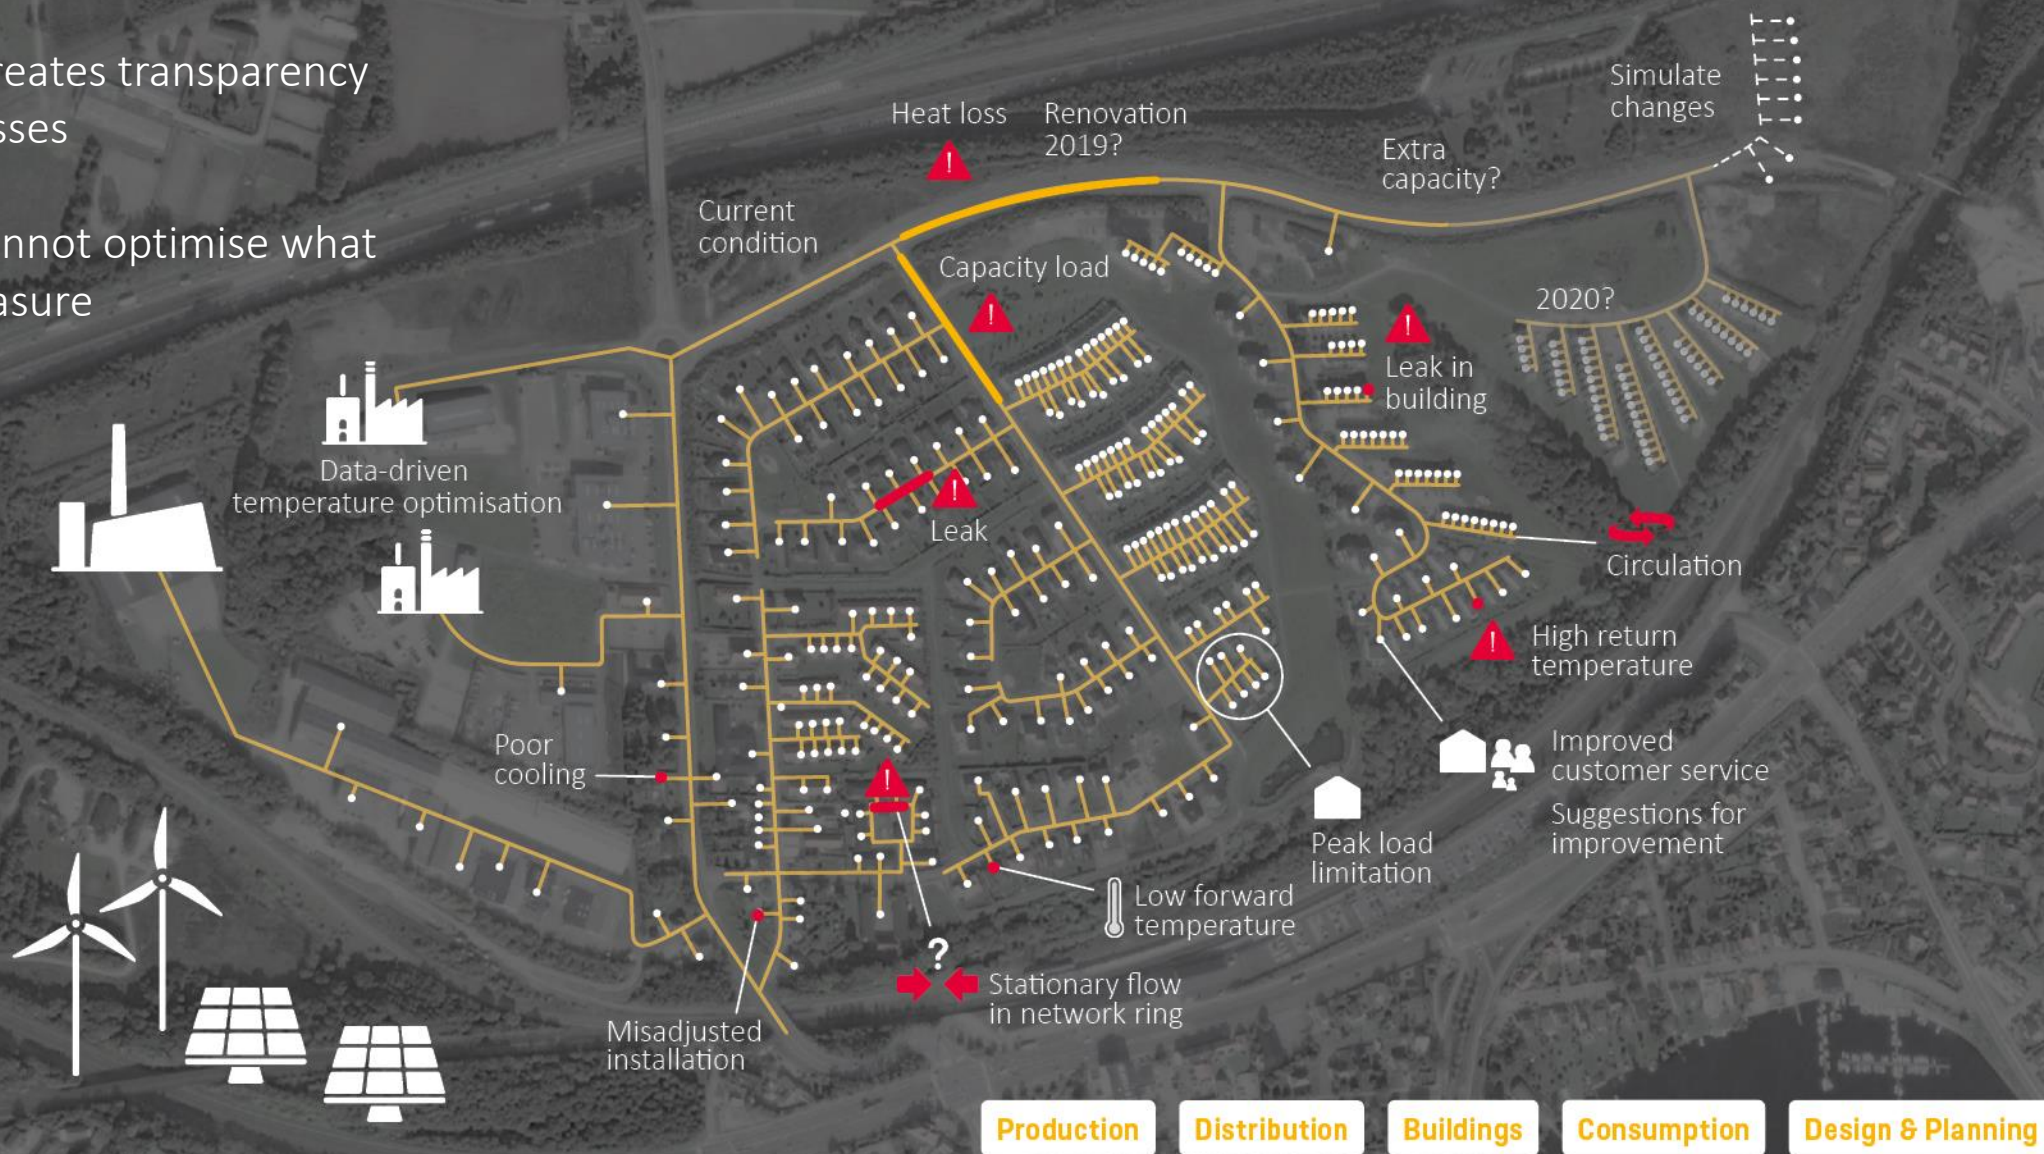 reates transparency
sses
nnot optimise what
asure
Heat loss
Renovation
2019?
Simulate
changes
Extra
capacity?
Current
condition
Capacity load
2020?
Leak in
building
Data-driven
temperature optimisation
Leak
Circulation
High return
temperature
Poor
cooling
Improved
customer service
Suggestions for
improvement
Peak load
limitation
Low forward
temperature
?
Stationary flow
in network ring
Misadjusted
installation
Production
Distribution
Buildings
Consumption
Design & Planning